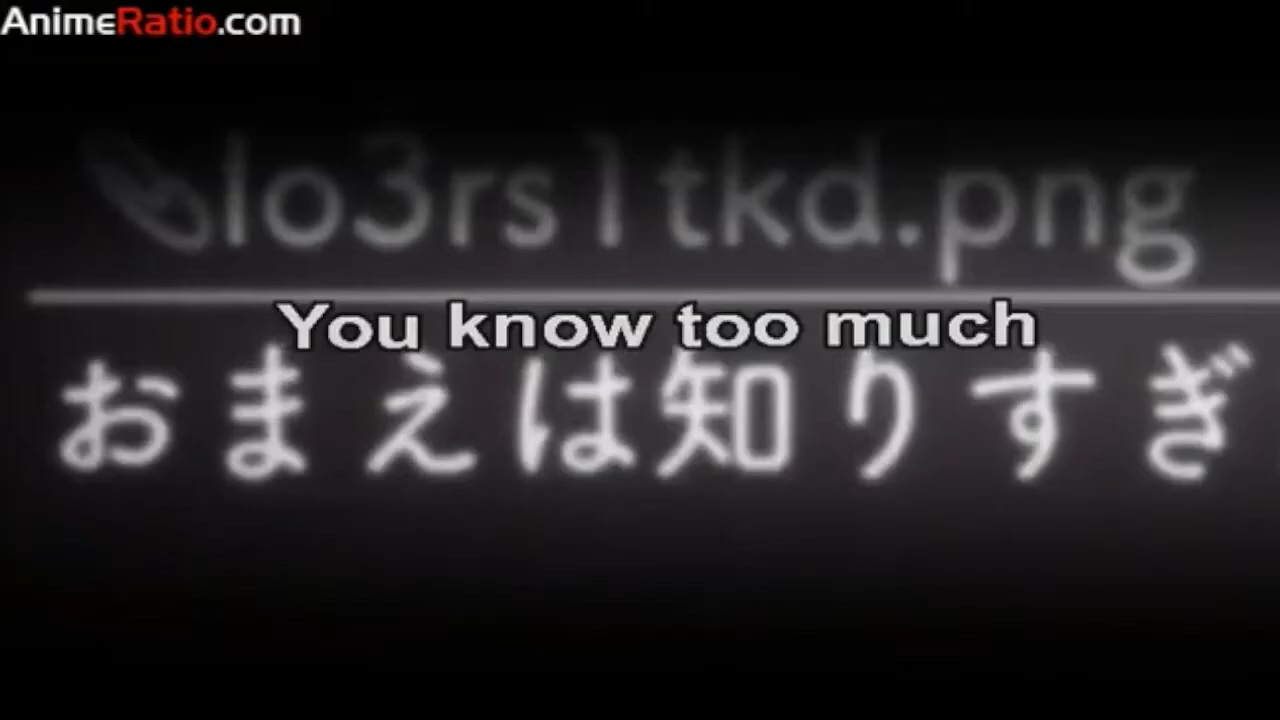 AnimeRatio.com
lo3rs1tkd.png
You know too much
おまえは知りすぎ